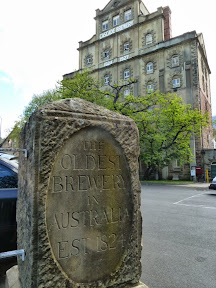 THE
OLDEST
BREWERY
IN
AUSTRALIA
EST. 1824